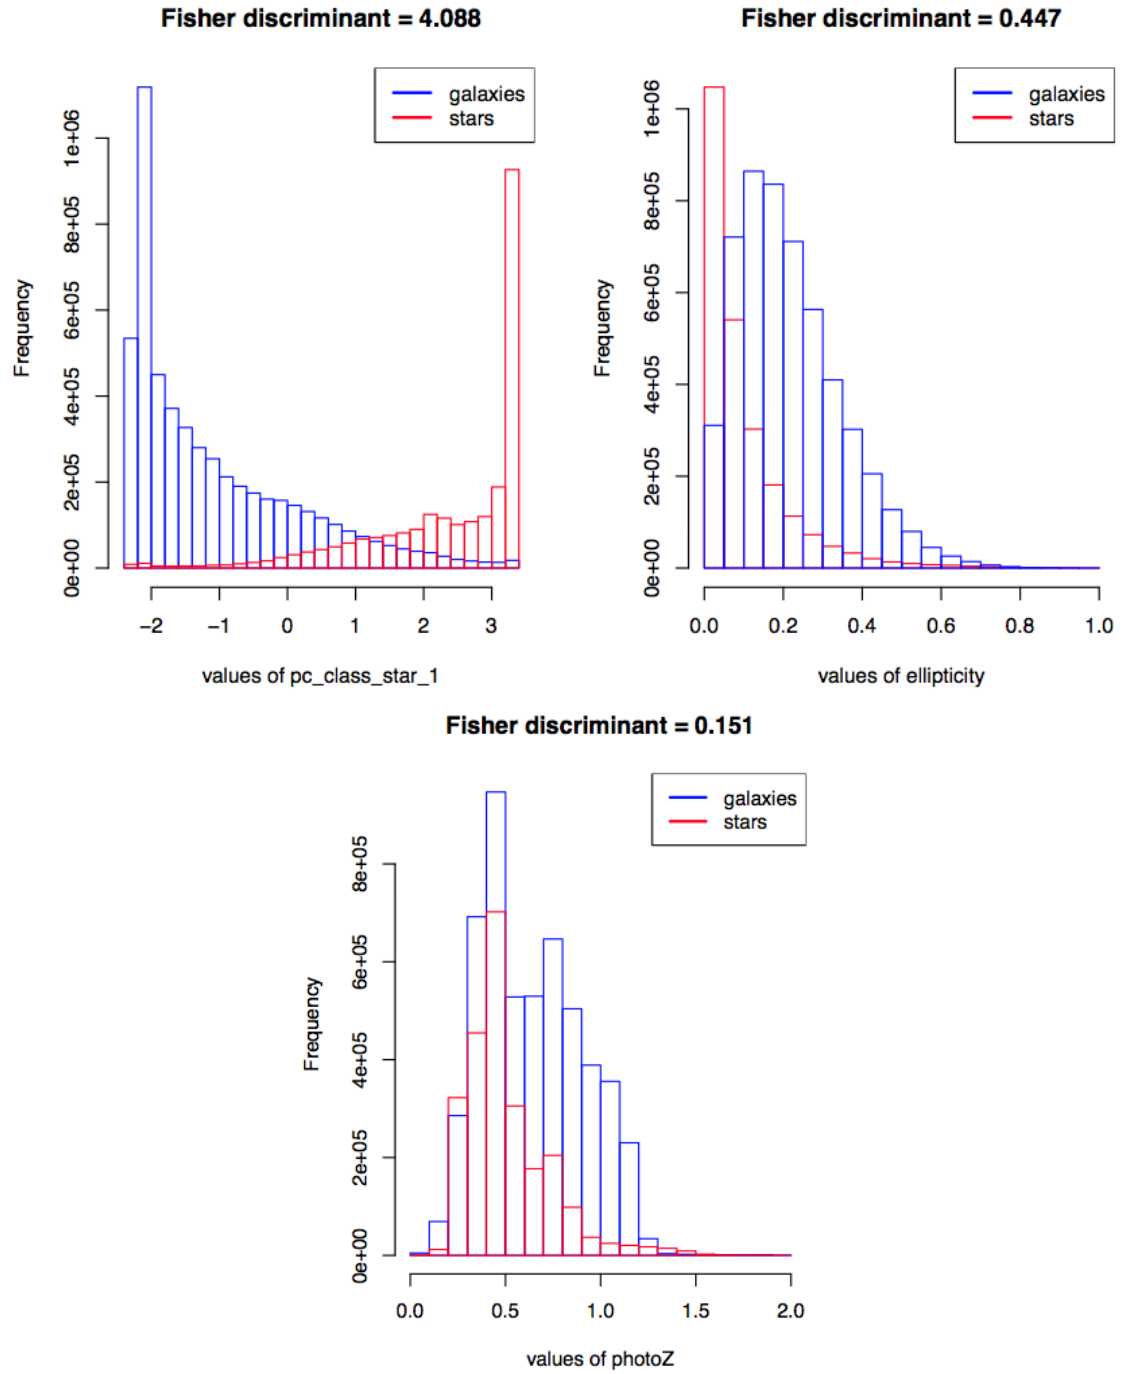 Fisher discriminant = 4.088
galaxies
stars
Frequency
0e+00 2e+05 4e+05 6e+05 8e+05 1e+06
−2 −1 0 1 2 3
values of pc_class_star_1
Fisher discriminant = 0.447
galaxies
stars
Frequency
0e+00 2e+05 4e+05 6e+05 8e+05 1e+06
0.0 0.2 0.4 0.6 0.8 1.0
values of ellipticity
Fisher discriminant = 0.151
galaxies
stars
Frequency
0e+00 2e+05 4e+05 6e+05 8e+05
0.0 0.5 1.0 1.5 2.0
values of photoZ